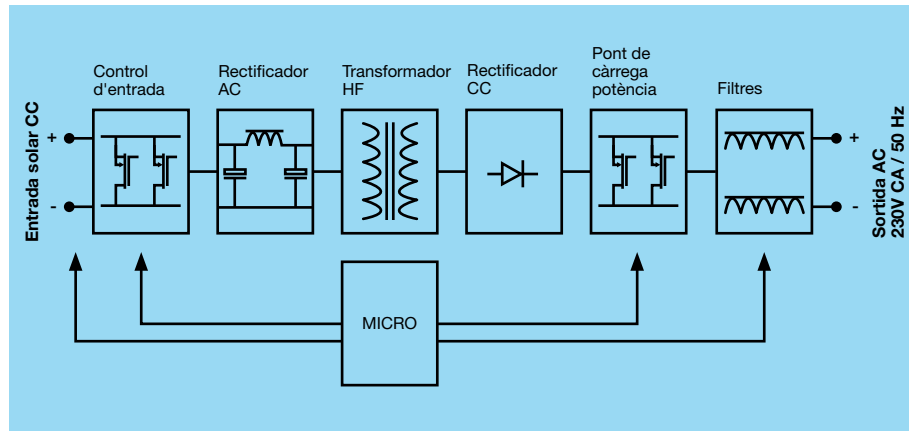 Control
d'entrada
Rectificador
AC
Transformador
HF
Rectificador
CC
Pont de
càrrega
potència
Filtres
Entrada solar CC
+
-
+
-
Sortida AC
230V CA / 50 Hz
MICRO